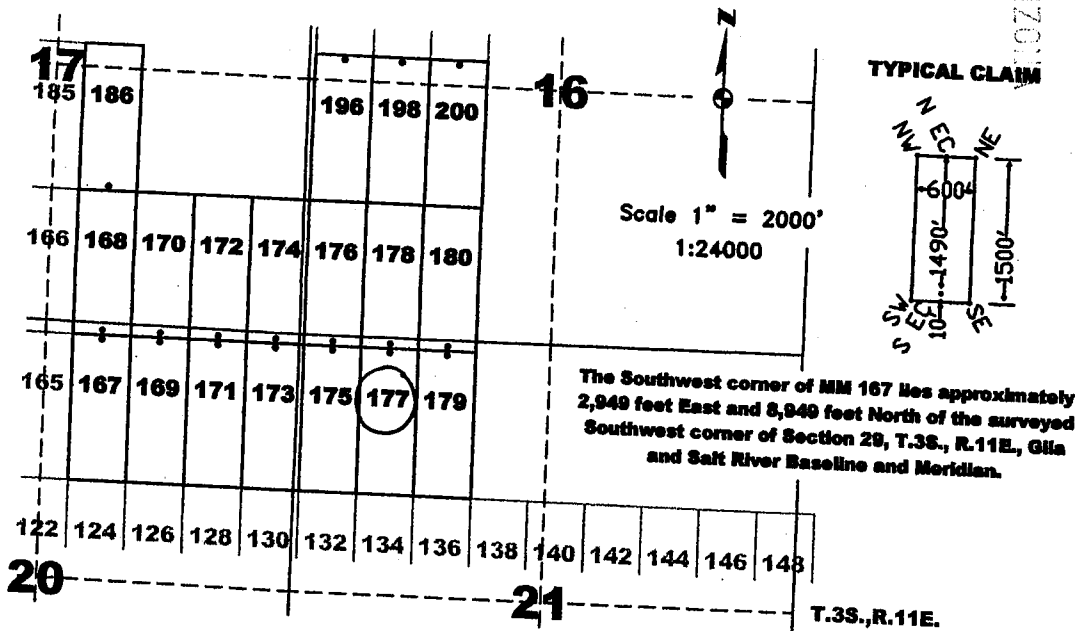 17
16
185 186
196 198 200
166 168 170 172 174 176 178 180
165 167 169 171 173 175 177 179
122 124 126 128 130 132 134 136 138 140 142 144 146 148
20
21
T.3S.,R.11E.
N
Scale 1" = 2000'
1:24000
TYPICAL CLAIM
NW
N EC
NE
600'
1490'
1500'
10'
SW
S EC
SE
The Southwest corner of MM 167 lies approximately
2,949 feet East and 8,949 feet North of the surveyed
Southwest corner of Section 29, T.3S., R.11E., Gila
and Salt River Baseline and Meridian.